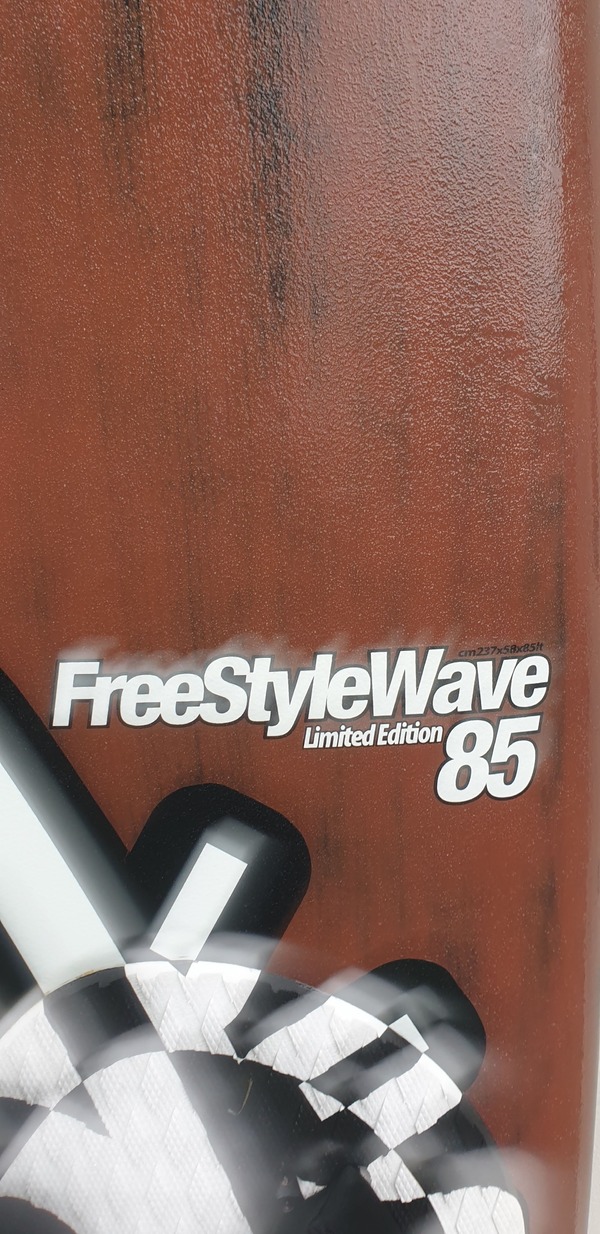 cm237x58x85lt
FreeStyleWave
Limited Edition
85